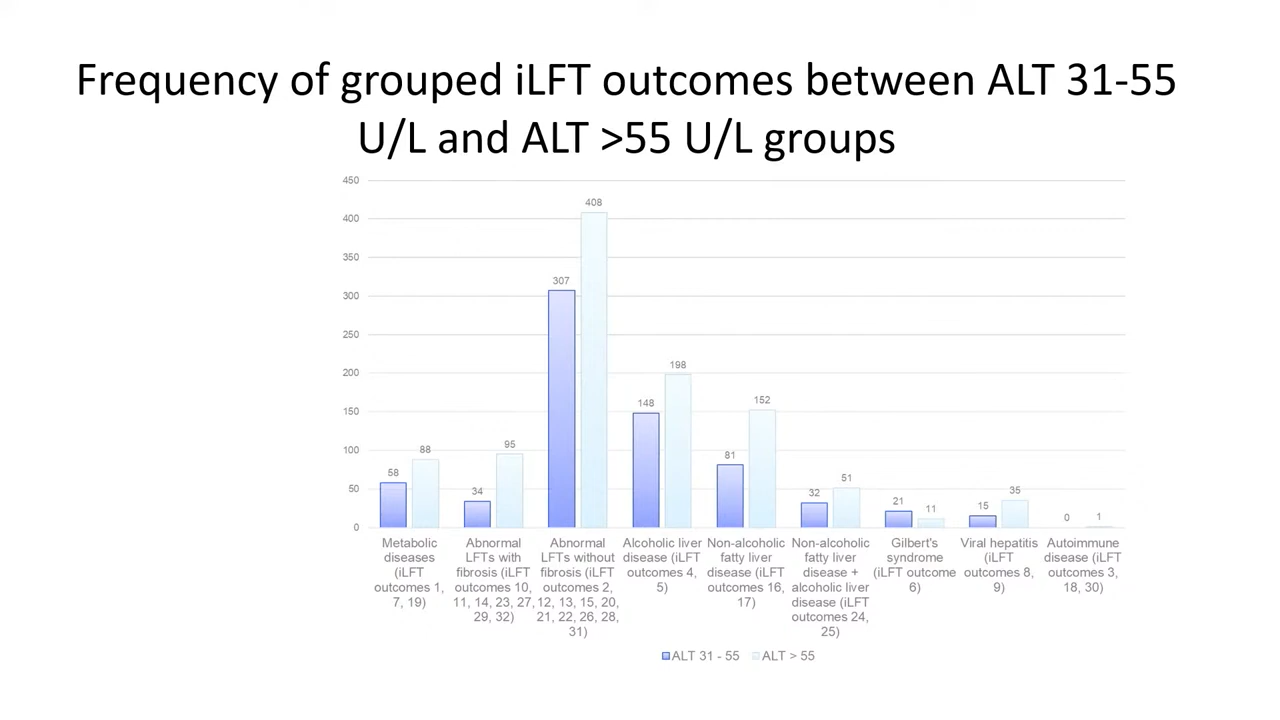 Frequency of grouped iLFT outcomes between ALT 31-55
U/L and ALT >55 U/L groups
450
400
350
300
250
200
150
100
50
0
58
88
34
95
307
408
148
198
81
152
32
51
21
11
15
35
0
1
Metabolic
diseases
(iLFT
outcomes 1,
7, 19)
Abnormal
LFTs with
fibrosis (iLFT
outcomes 10,
11, 14, 23, 27,
29, 32)
Abnormal
LFTs without
fibrosis (iLFT
outcomes 2,
12, 13, 15, 20,
21, 22, 26, 28,
31)
Alcoholic liver
disease (iLFT
outcomes 4,
5)
Non-alcoholic
fatty liver
disease (iLFT
outcomes 16,
17)
Non-alcoholic
fatty liver
disease +
alcoholic liver
disease (iLFT
outcomes 24,
25)
Gilbert's
syndrome
(iLFT outcome
6)
Viral hepatitis
(iLFT
outcomes 8,
9)
Autoimmune
disease (iLFT
outcomes 3,
18, 30)
ALT 31 - 55
ALT > 55